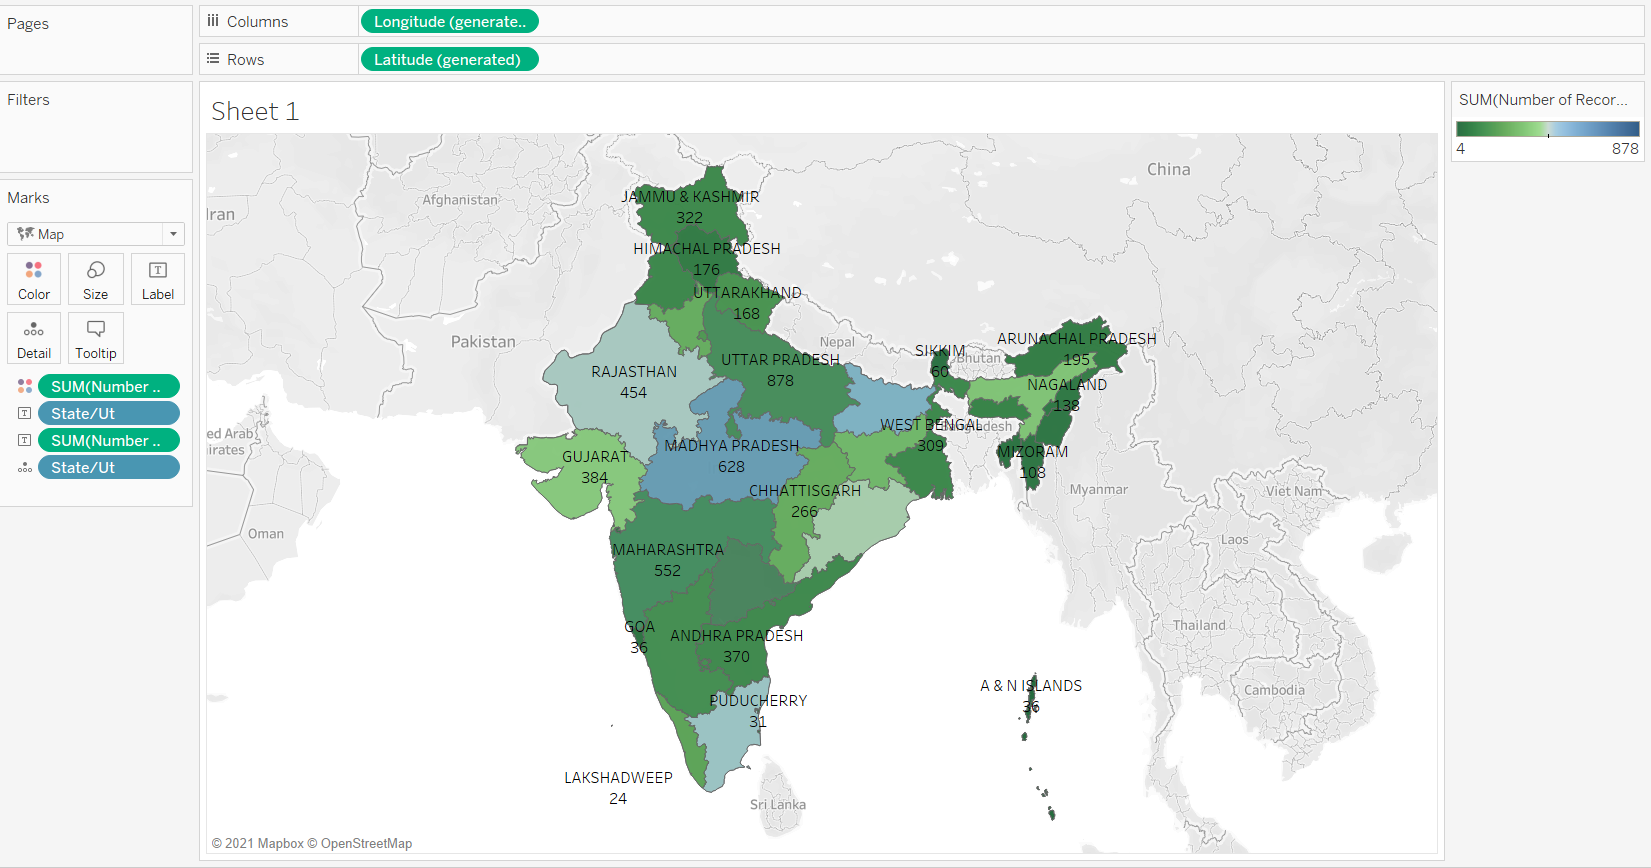 Pages
Columns
Longitude (generate..
Rows
Latitude (generated)
Filters
Marks
Map
Color
Size
Label
Detail
Tooltip
SUM(Number ..
State/Ut
SUM(Number ..
State/Ut
Sheet 1
SUM(Number of Recor...
4
878
China
Iran
Afghanistan
JAMMU & KASHMIR
322
HIMACHAL PRADESH
176
UTTARAKHAND
168
Pakistan
Nepal
ARUNACHAL PRADESH
195
SIKKIM
60
Bhutan
UTTAR PRADESH
878
RAJASTHAN
454
NAGALAND
138
WEST BENGAL
309
Bangladesh
ed Arab
irates
MADHYA PRADESH
628
GUJARAT
384
MIZORAM
108
CHHATTISGARH
266
Myanmar
Viet Nam
Oman
Laos
MAHARASHTRA
552
GOA
36
ANDHRA PRADESH
370
Thailand
A & N ISLANDS
36
Cambodia
PUDUCHERRY
31
LAKSHADWEEP
24
Sri Lanka
© 2021 Mapbox © OpenStreetMap